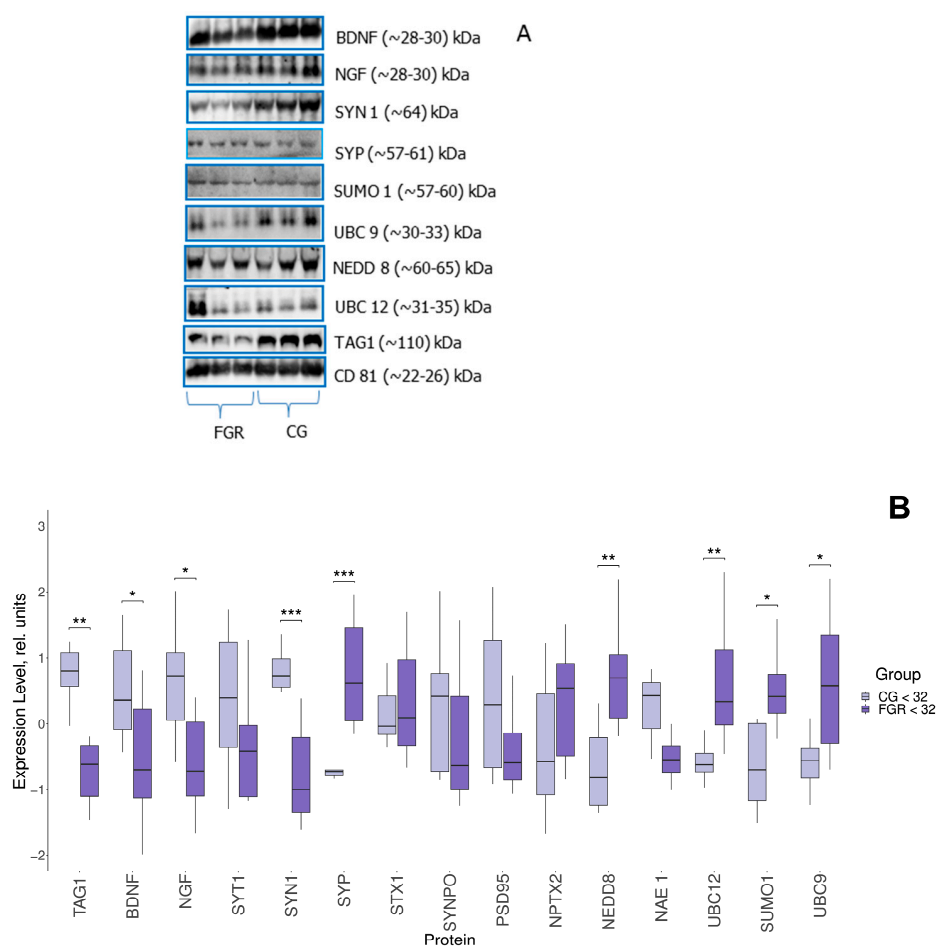 A
BDNF (~28-30) kDa
NGF (~28-30) kDa
SYN 1 (~64) kDa
SYP (~57-61) kDa
SUMO 1 (~57-60) kDa
UBC 9 (~30-33) kDa
NEDD 8 (~60-65) kDa
UBC 12 (~31-35) kDa
TAG1 (~110) kDa
CD 81 (~22-26) kDa
FGR CG
B
Expression Level, rel. units
3
2
1
0
−1
−2
** * * *** *** ** ** * *
TAG1 BDNF NGF SYT1 SYN1 SYP STX1 SYNPO PSD95 NPTX2 NEDD8 NAE 1 UBC12 SUMO1 UBC9
Protein
Group
CG < 32
FGR < 32